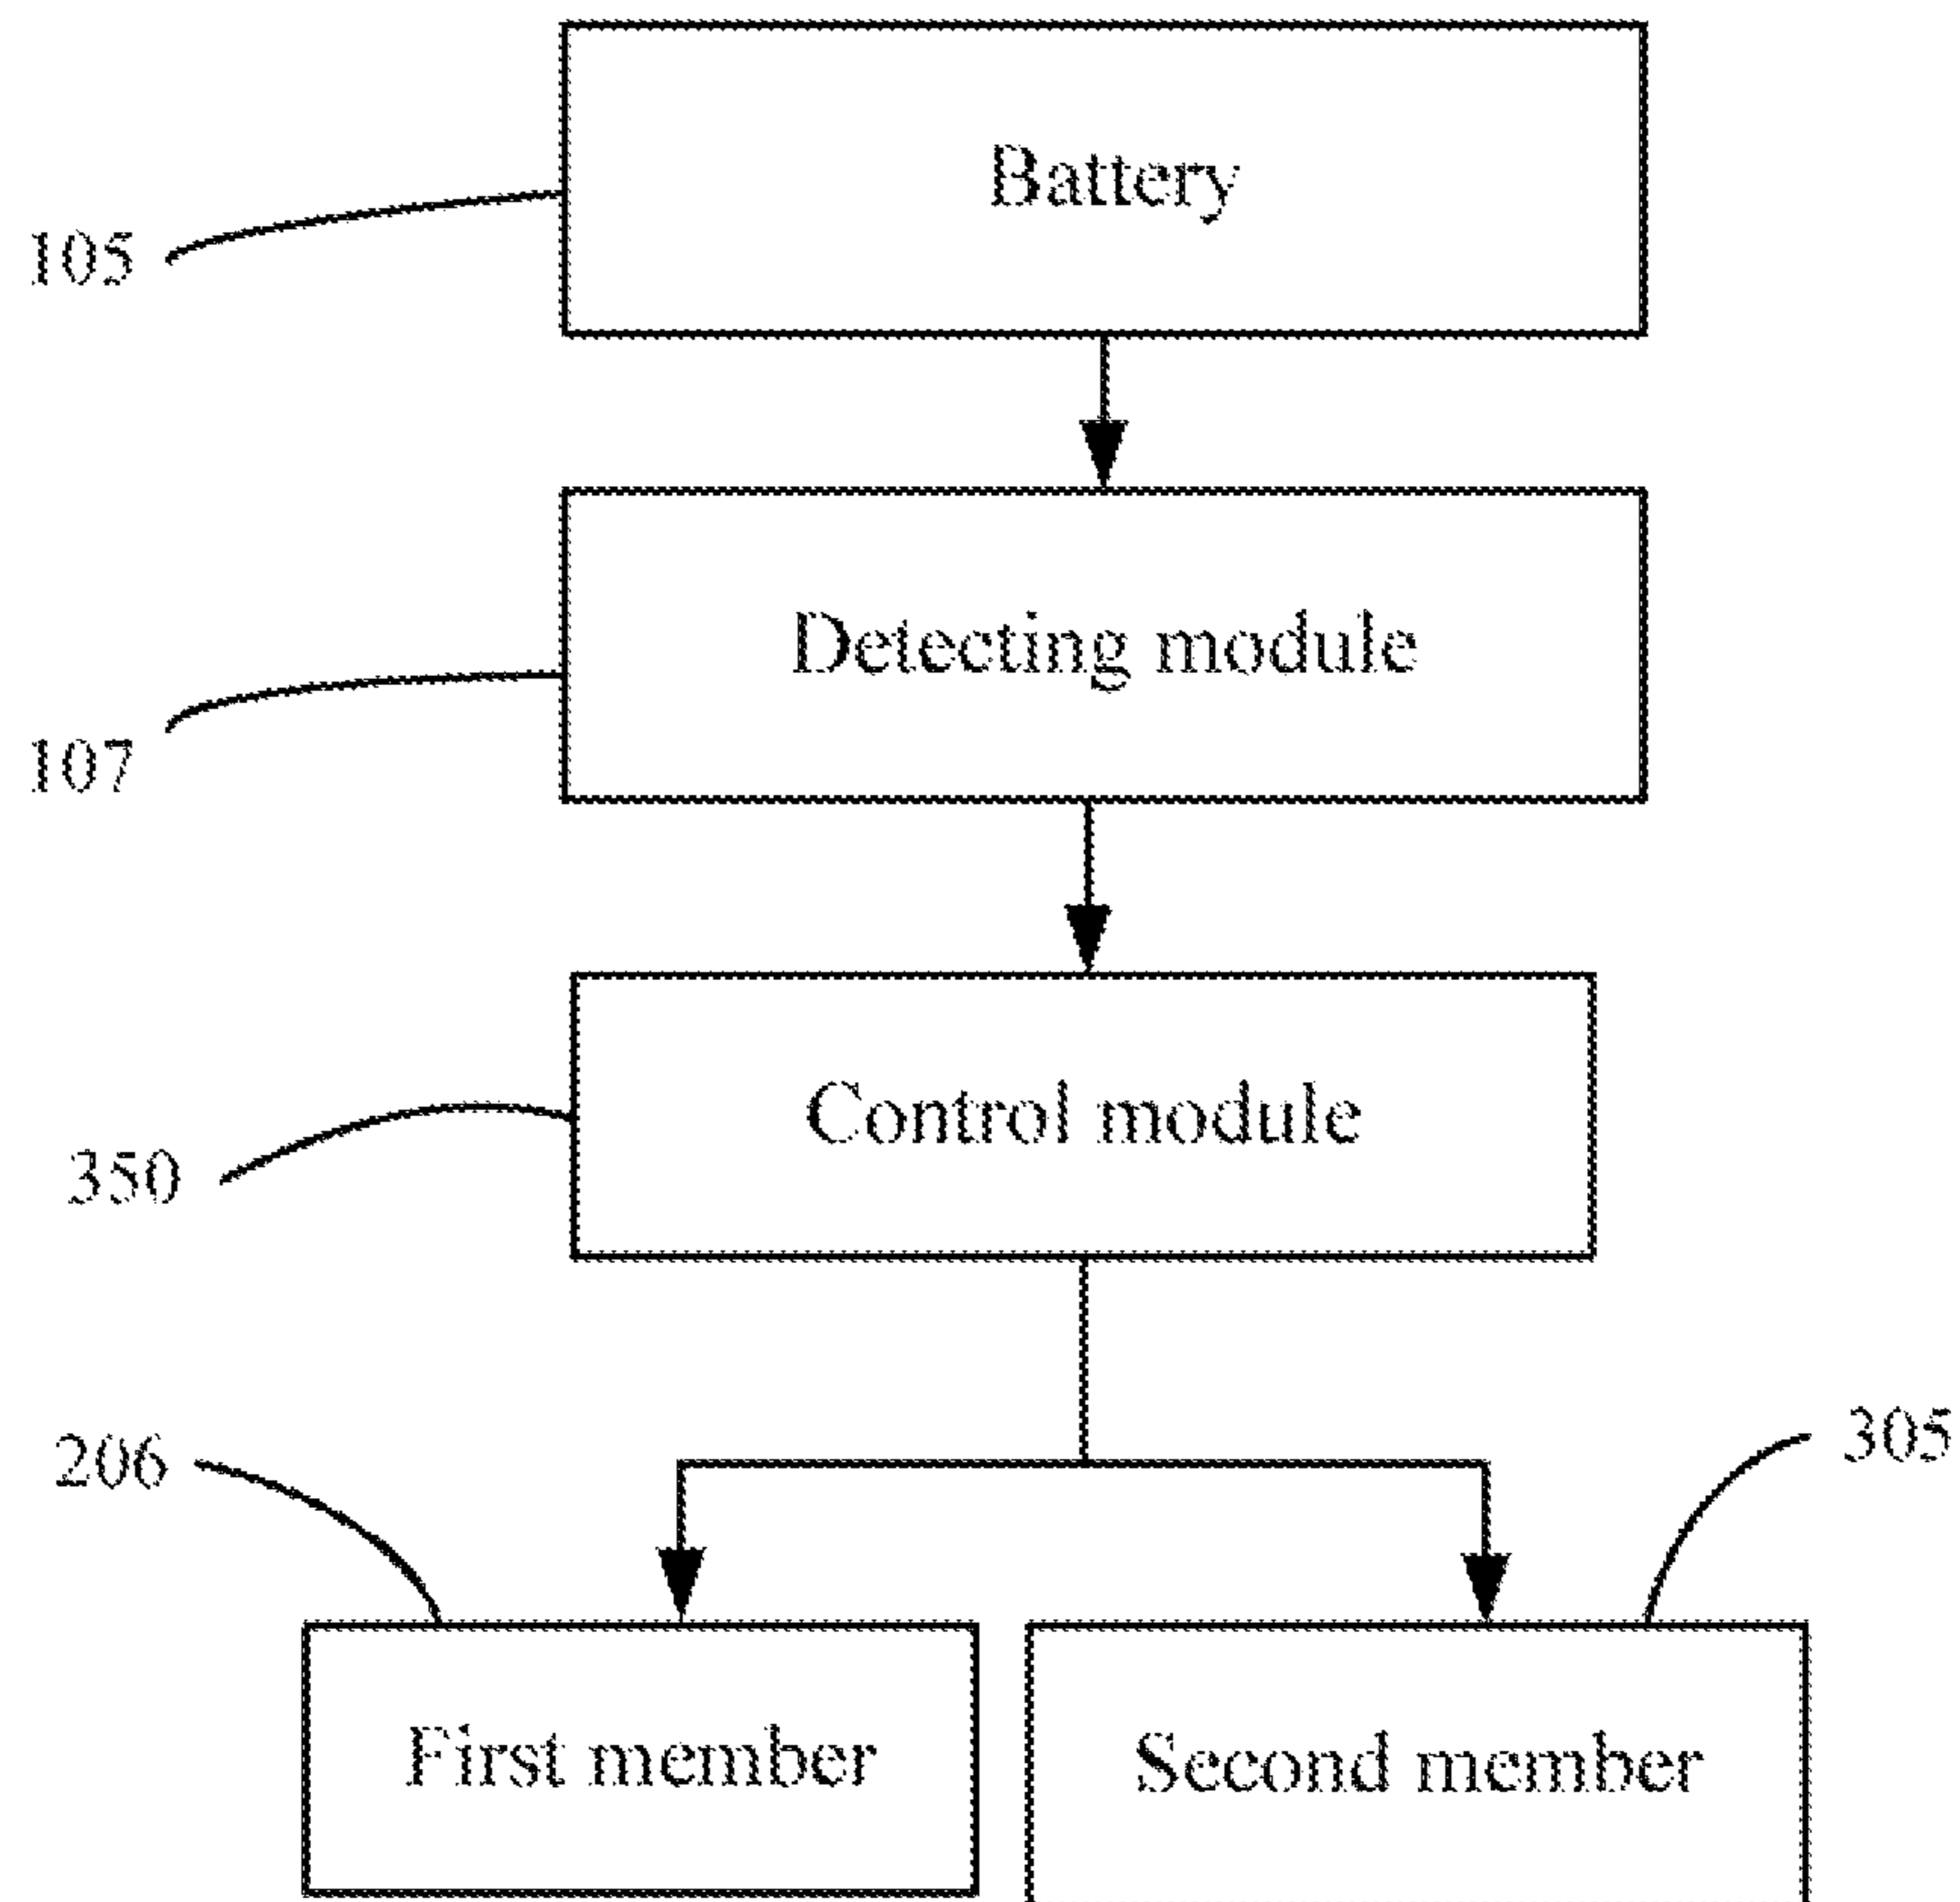 Battery
105
Detecting module
107
Control module
350
206
305
First member
Second member